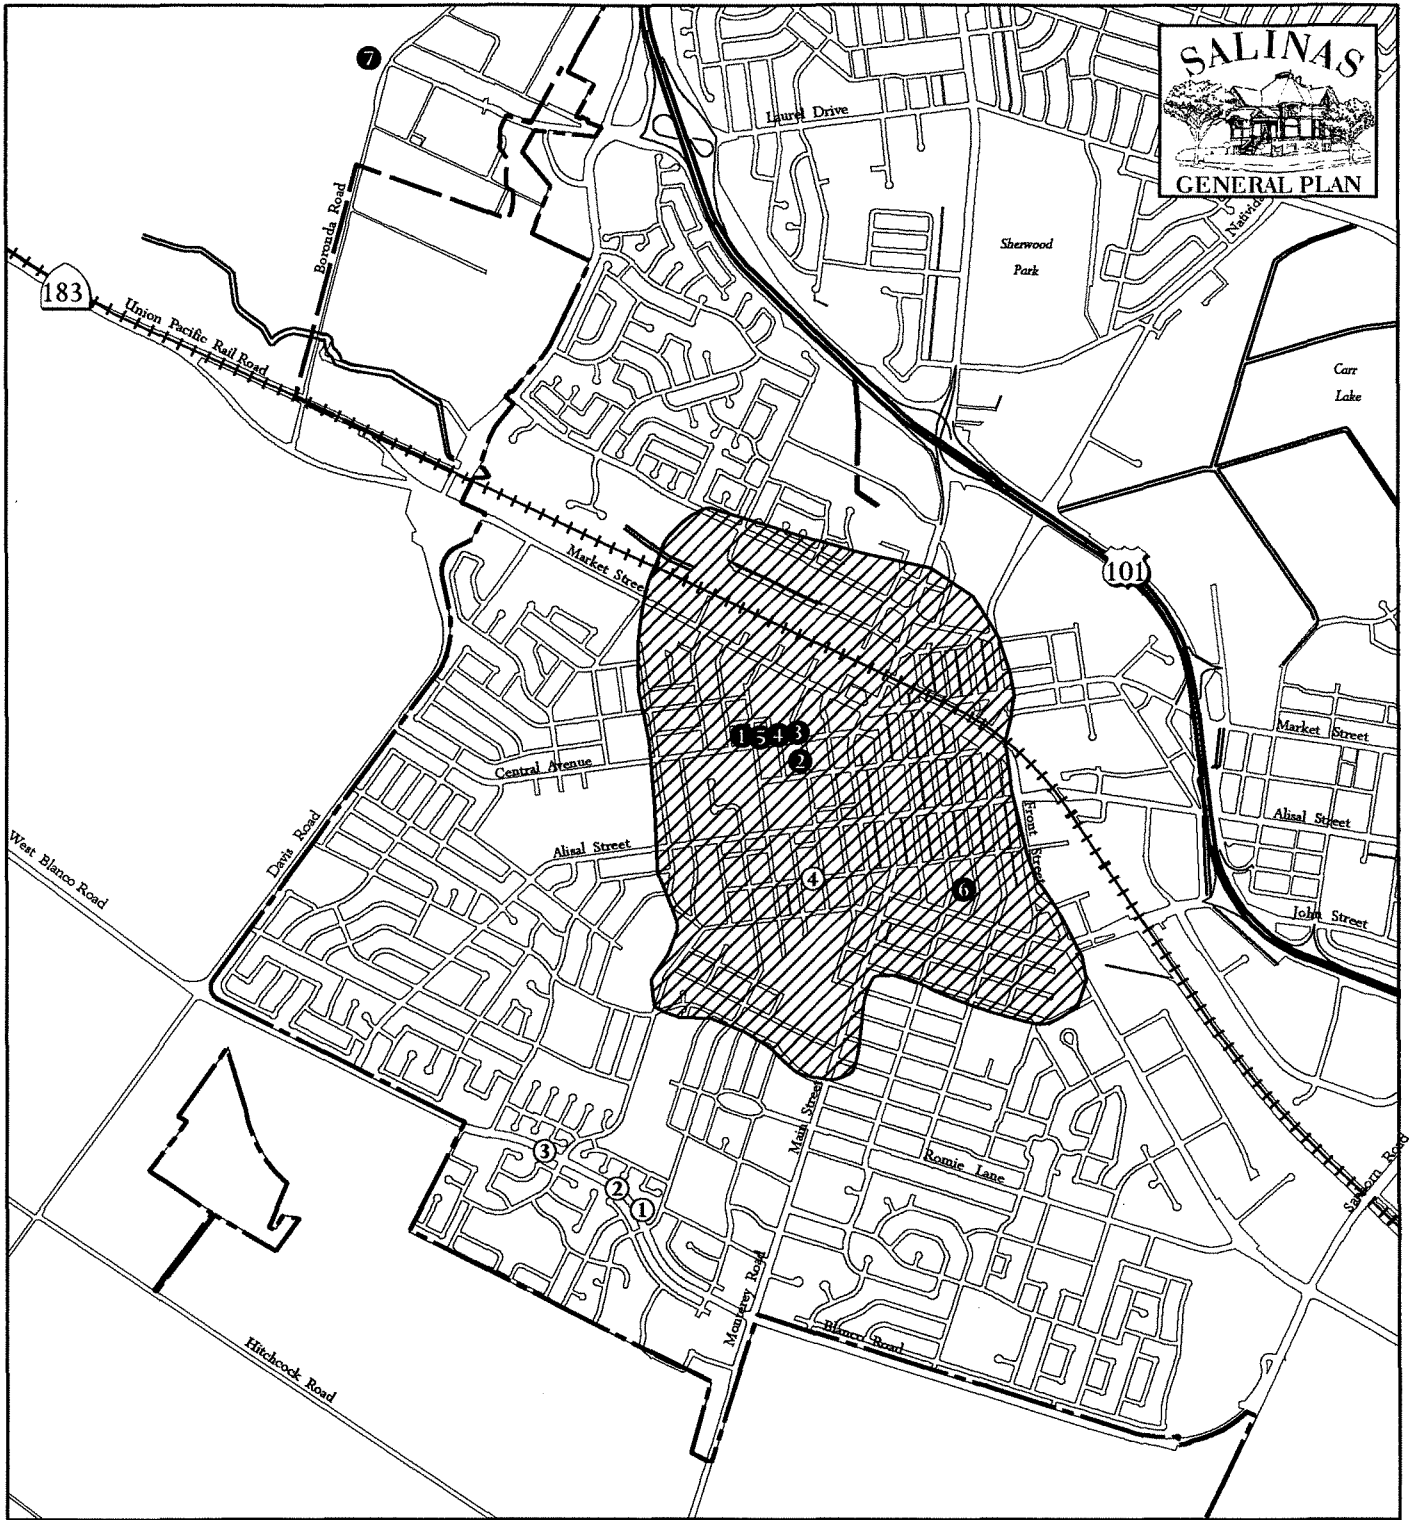 SALINAS
GENERAL PLAN
7
Laurel Drive
Boronda Road
Sherwood
Park
183
Union Pacific Rail Road
Carr
Lake
101
Market Street
Market Street
1 5 4 3
2
Central Avenue
Front Street
Alisal Street
Davis Road
Alisal Street
West Blanco Road
4
6
John Street
Main Street
3
Romie Lane
2
1
Monterey Road
Blanco Road
Hitchcock Road